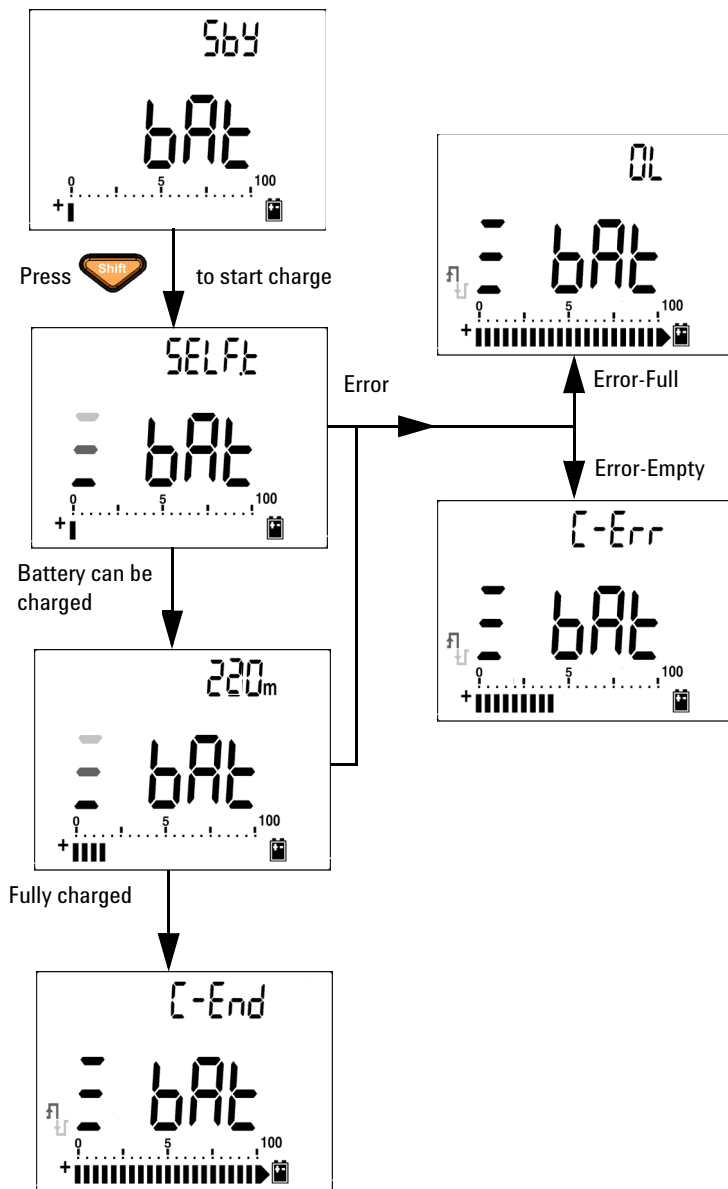 Sby
bAt
0 5 100
+
Press Shift to start charge
SELF.t
bAt
0 5 100
+
Battery can be
charged
220m
bAt
0 5 100
+
Fully charged
C-End
bAt
0 5 100
+
Error
OL
bAt
0 5 100
+
Error-Full
Error-Empty
C-Err
bAt
0 5 100
+